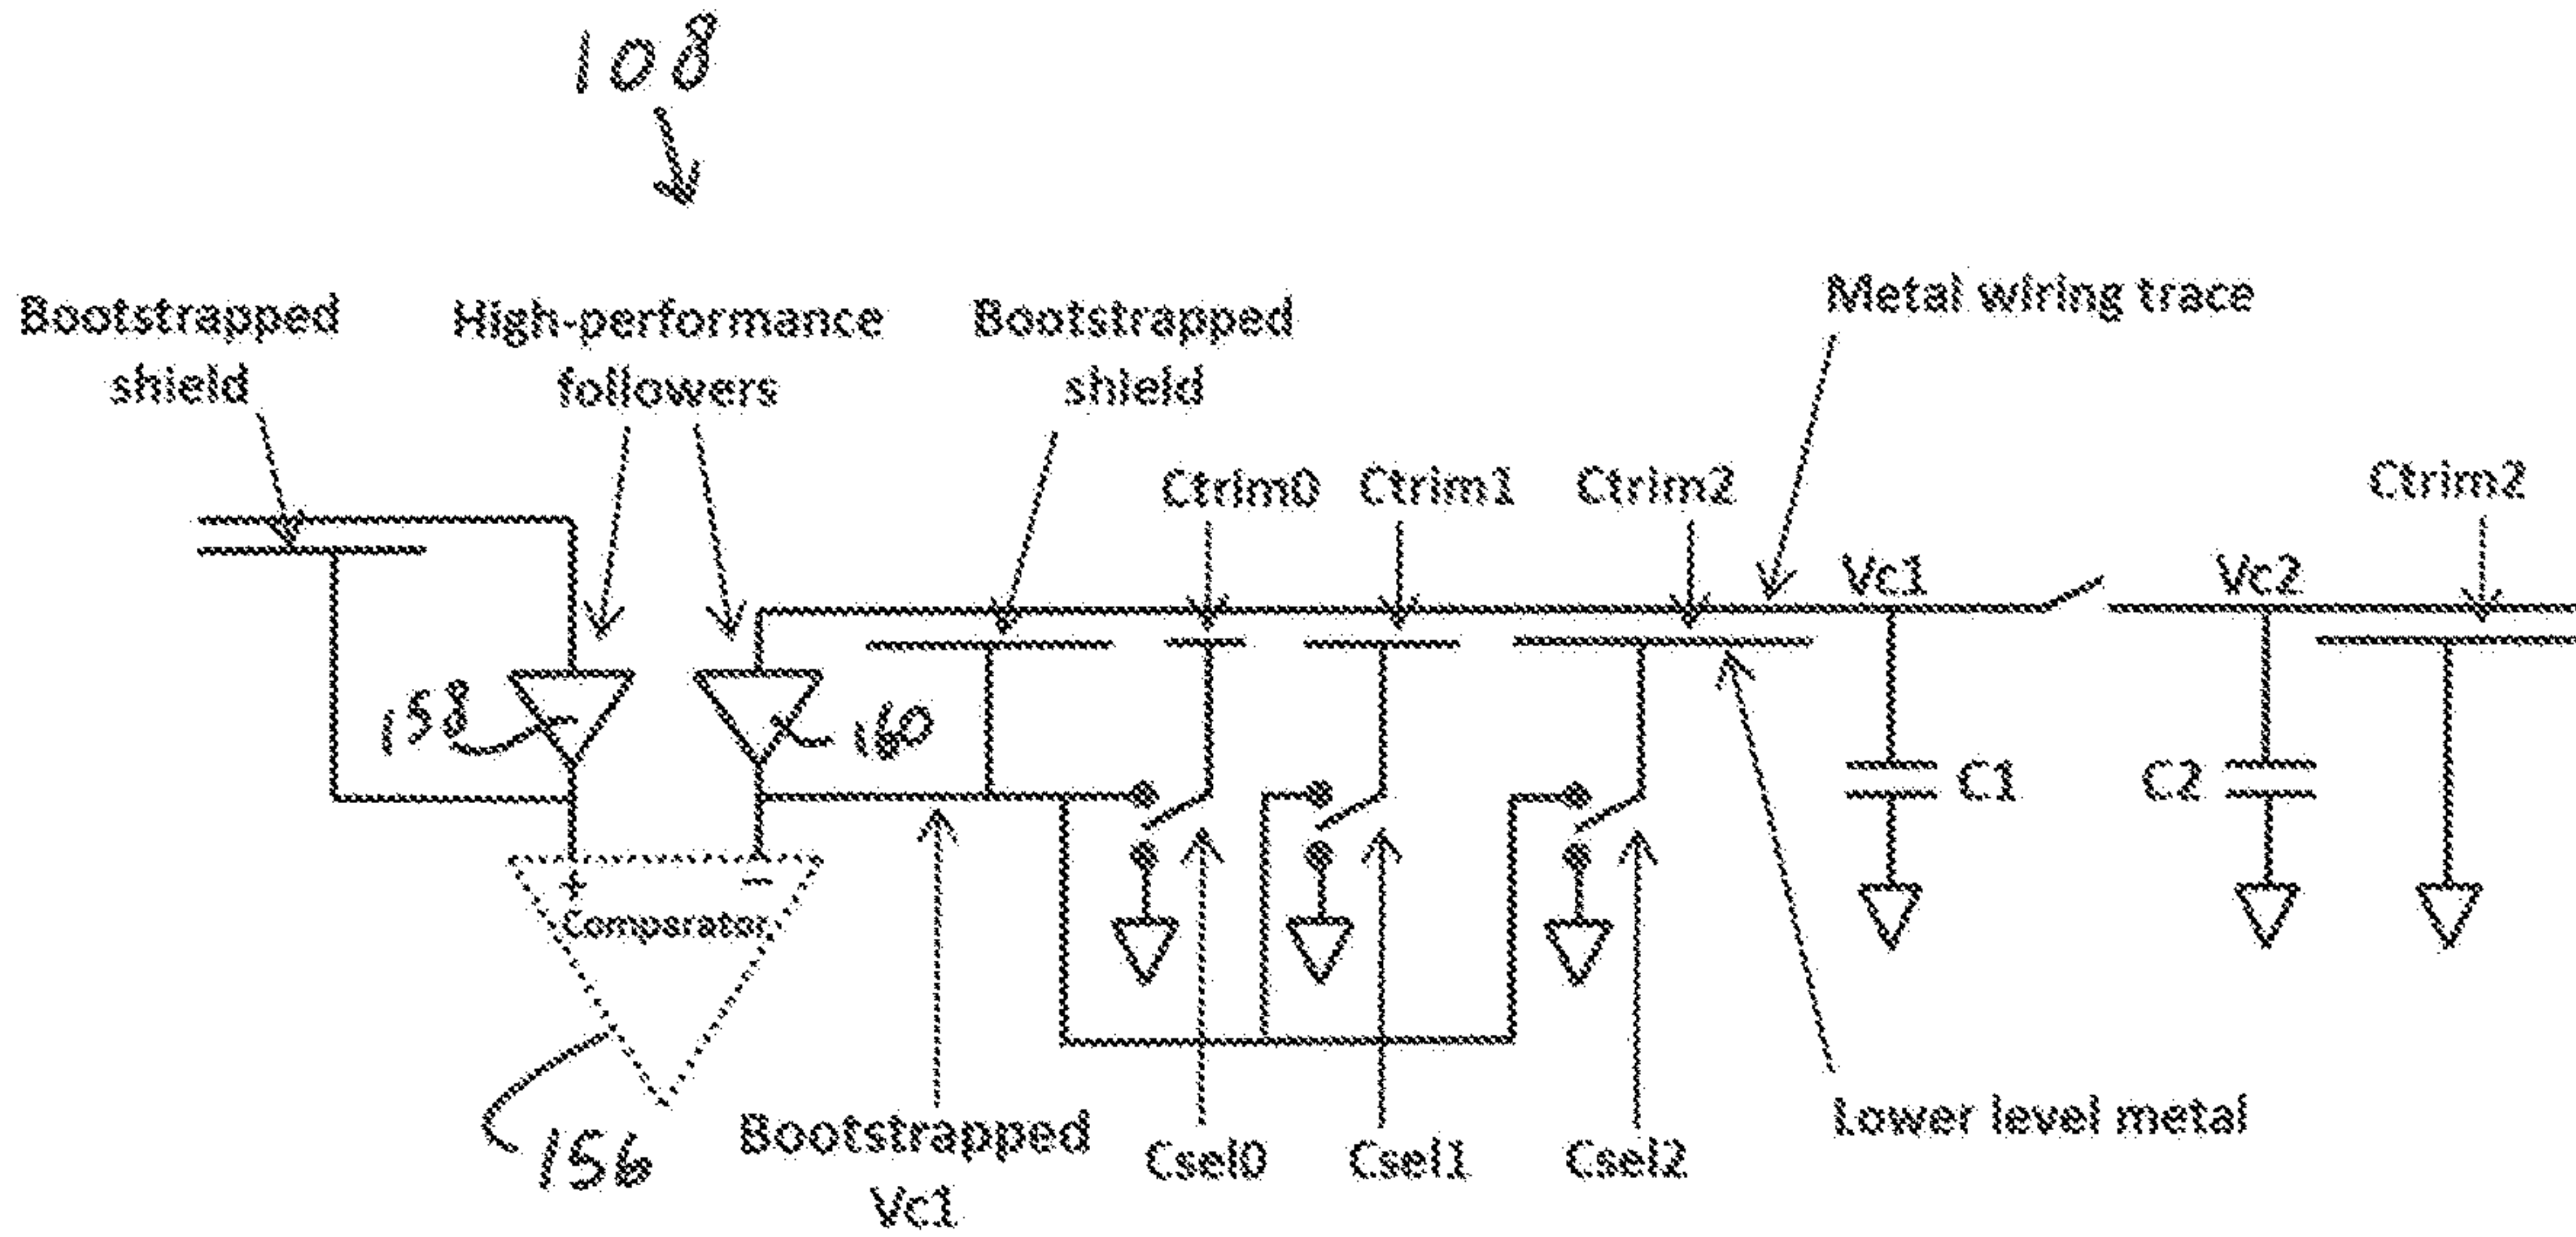 108
Bootstrapped
shield
High-performance
followers
Bootstrapped
shield
Metal wiring trace
Ctrim0
Ctrim1
Ctrim2
Ctrim2
Vc1
Vc2
158
160
C1
C2
+
−
Comparator
156
Bootstrapped
Vc1
Csel0
Csel1
Csel2
Lower level metal